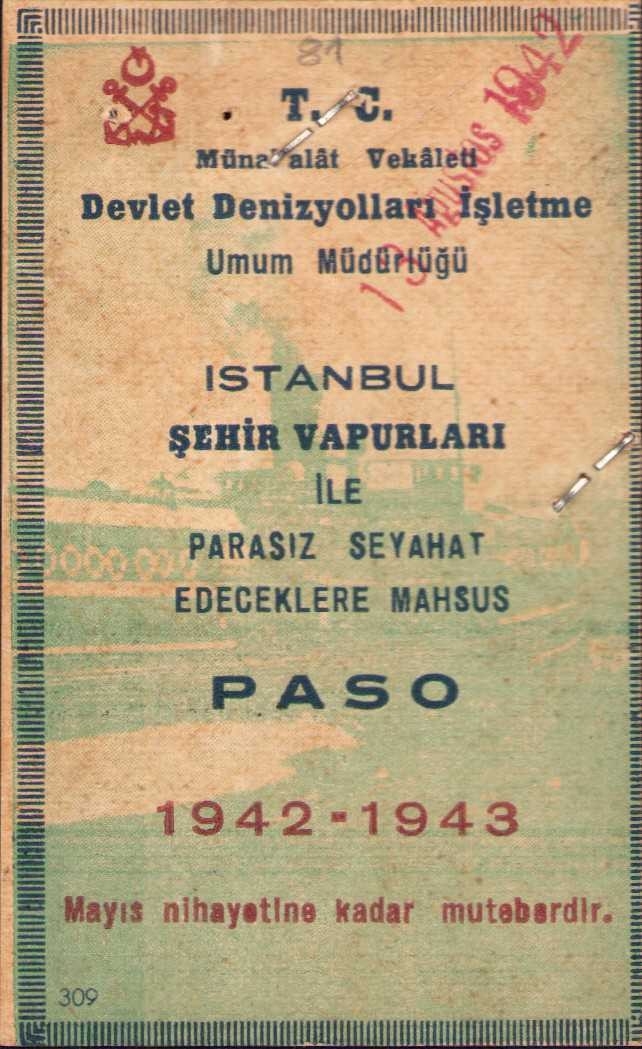 81
T. C.
Münakalât Vekâleti
Devlet Denizyolları İşletme
Umum Müdürlüğü
13 Ağustos 1942
ISTANBUL
ŞEHİR VAPURLARI
İLE
PARASIZ SEYAHAT
EDECEKLERE MAHSUS
PASO
1942-1943
Mayıs nihayetine kadar muteberdir.
309